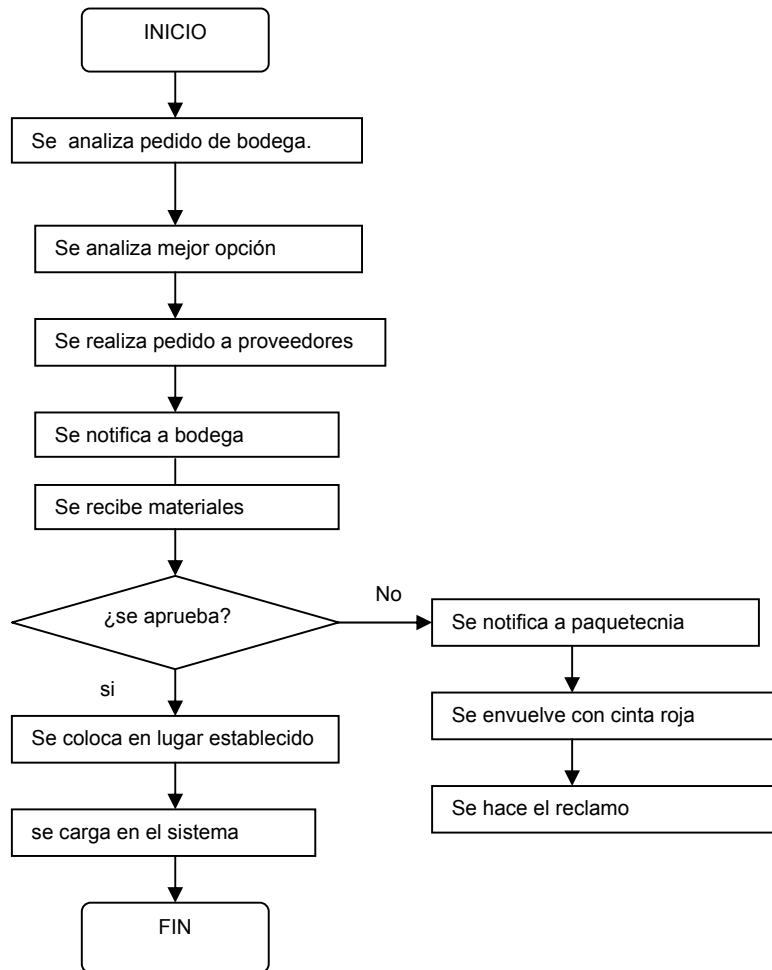 INICIO
Se analiza pedido de bodega.
Se analiza mejor opción
Se realiza pedido a proveedores
Se notifica a bodega
Se recibe materiales
¿se aprueba?
No
Se notifica a paquetecnia
Se envuelve con cinta roja
Se hace el reclamo
si
Se coloca en lugar establecido
se carga en el sistema
FIN